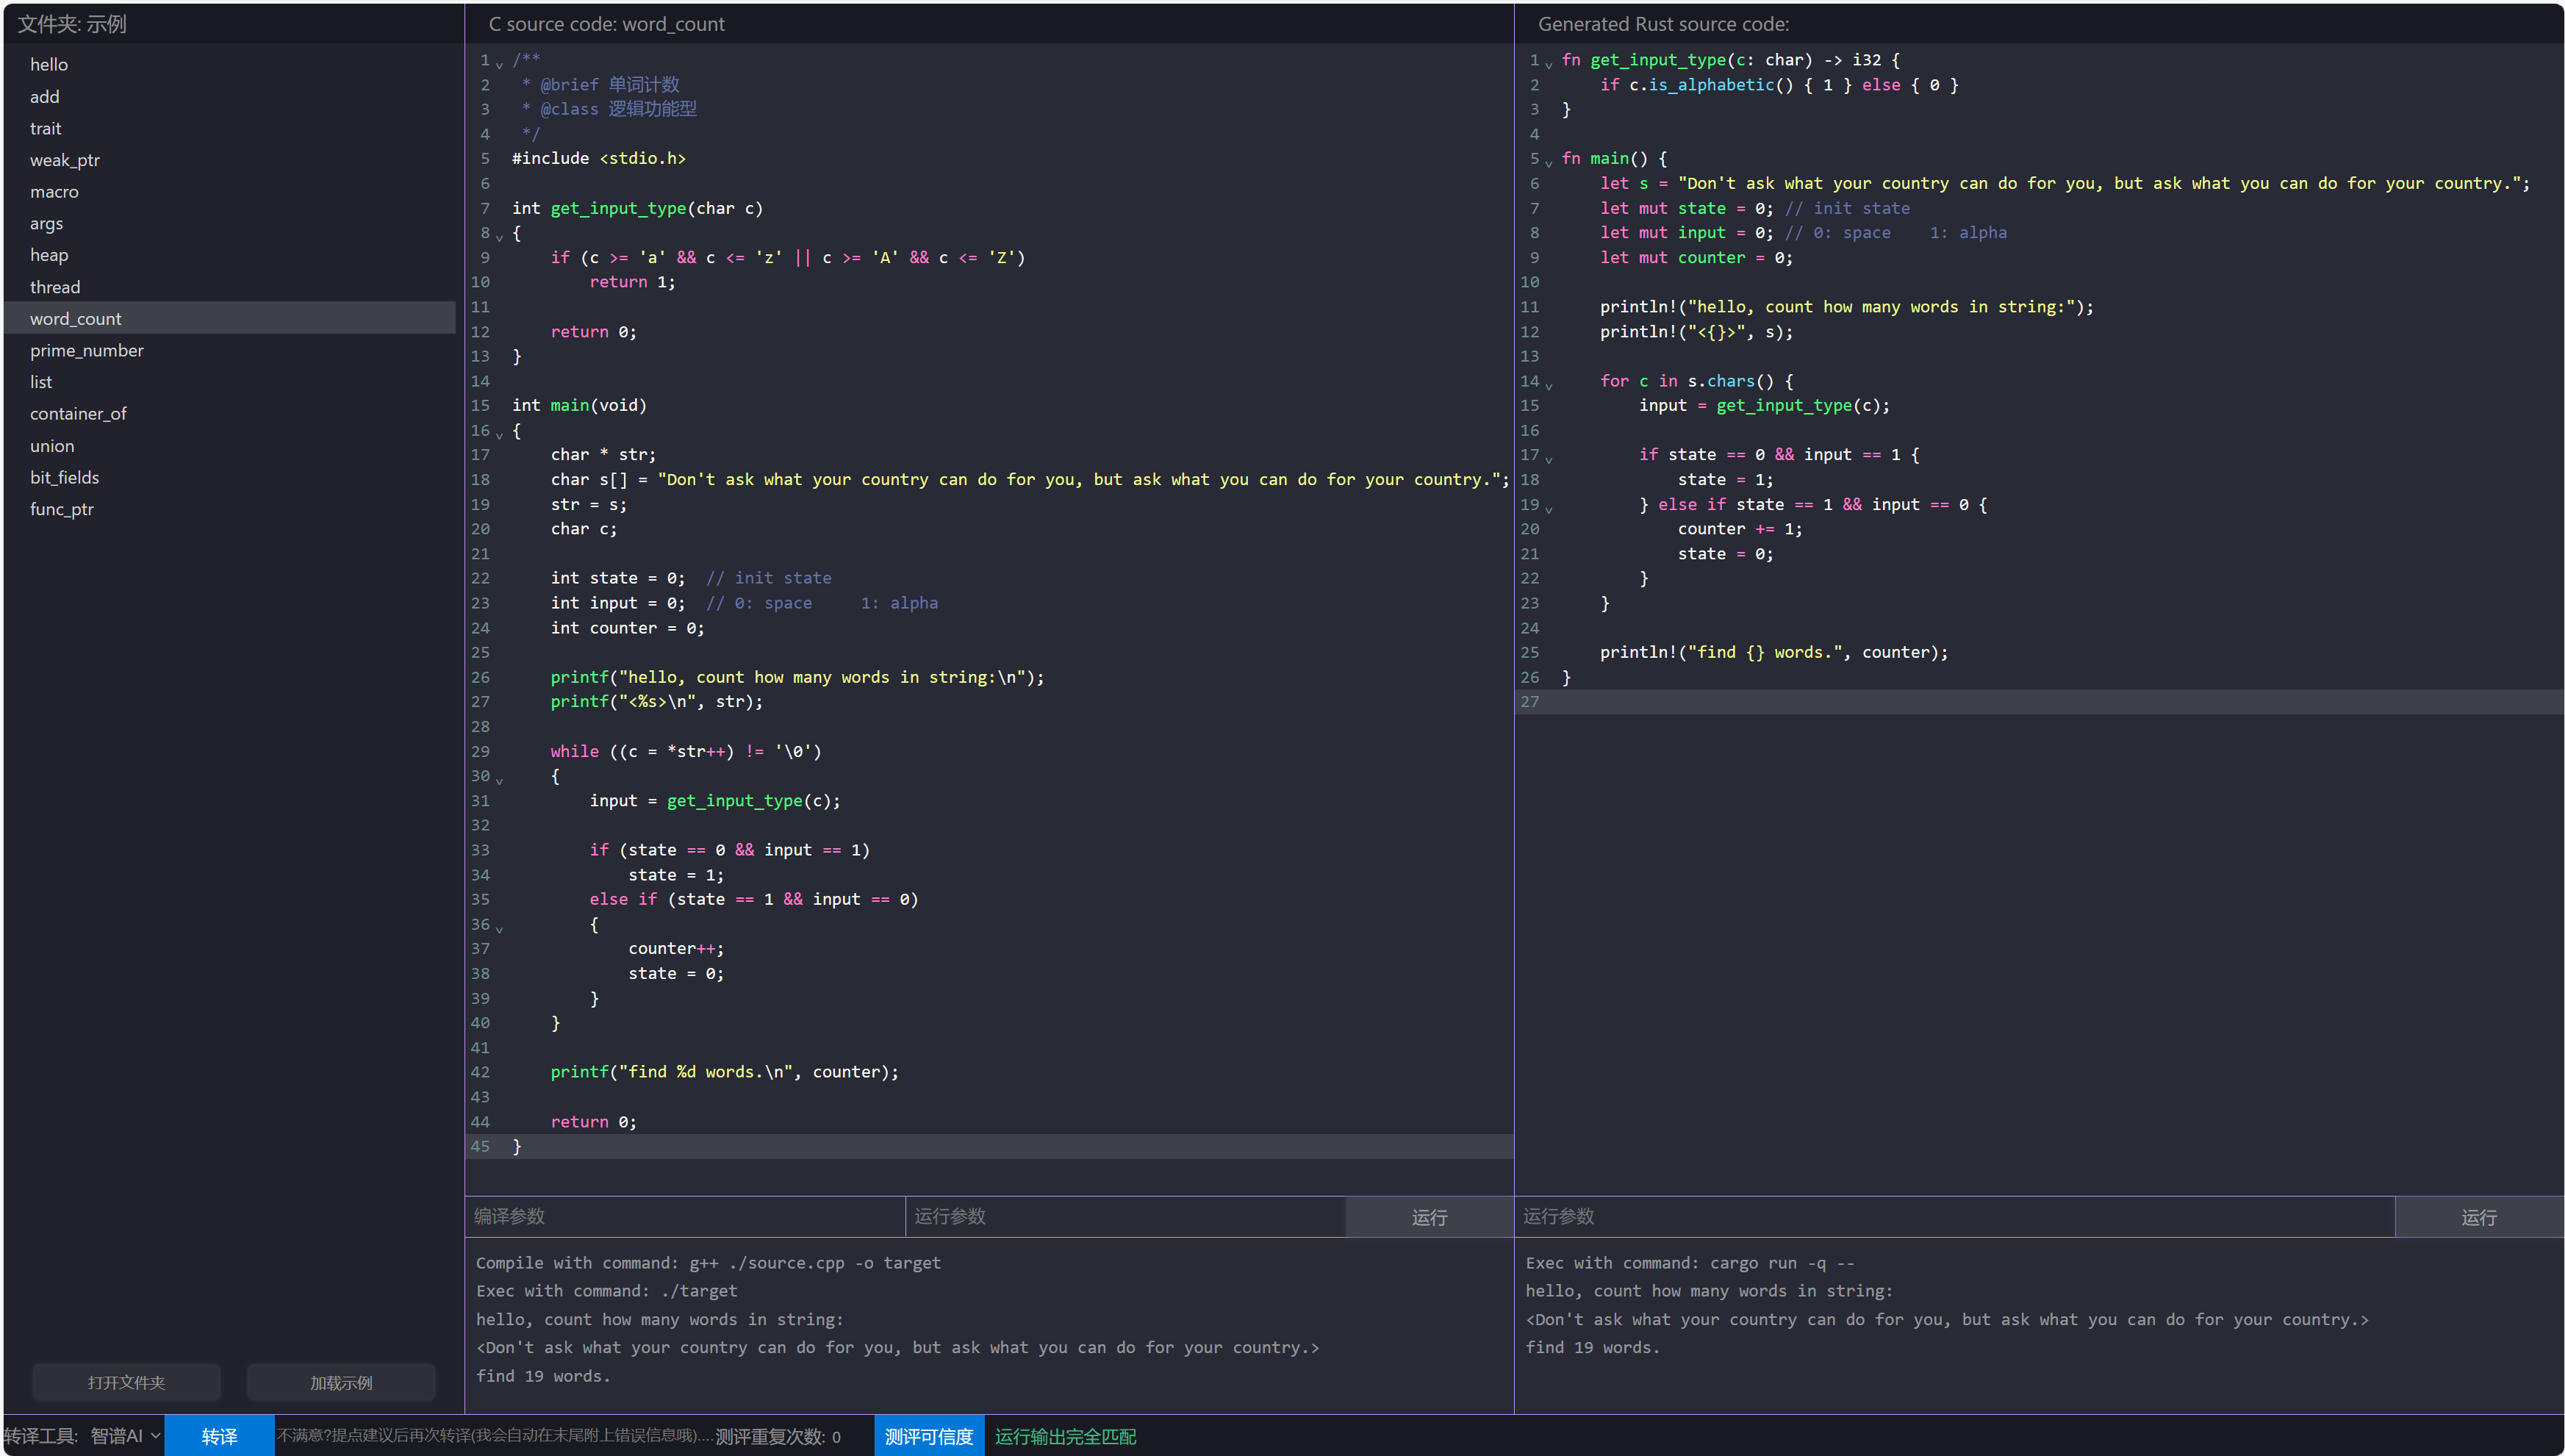 文件夹: 示例
hello
add
trait
weak_ptr
macro
args
heap
thread
word_count
prime_number
list
container_of
union
bit_fields
func_ptr
打开文件夹
加载示例
C source code: word_count
1 /**
2  * @brief 单词计数
3  * @class 逻辑功能型
4  */
5 #include <stdio.h>
6
7 int get_input_type(char c)
8 {
9     if (c >= 'a' && c <= 'z' || c >= 'A' && c <= 'Z')
10         return 1;
11
12     return 0;
13 }
14
15 int main(void)
16 {
17     char * str;
18     char s[] = "Don't ask what your country can do for you, but ask what you can do for your country.";
19     str = s;
20     char c;
21
22     int state = 0;  // init state
23     int input = 0;  // 0: space     1: alpha
24     int counter = 0;
25
26     printf("hello, count how many words in string:\n");
27     printf("<%s>\n", str);
28
29     while ((c = *str++) != '\0')
30     {
31         input = get_input_type(c);
32
33         if (state == 0 && input == 1)
34             state = 1;
35         else if (state == 1 && input == 0)
36         {
37             counter++;
38             state = 0;
39         }
40     }
41
42     printf("find %d words.\n", counter);
43
44     return 0;
45 }
编译参数
运行参数
运行
Compile with command: g++ ./source.cpp -o target
Exec with command: ./target
hello, count how many words in string:
<Don't ask what your country can do for you, but ask what you can do for your country.>
find 19 words.
Generated Rust source code:
1 fn get_input_type(c: char) -> i32 {
2     if c.is_alphabetic() { 1 } else { 0 }
3 }
4
5 fn main() {
6     let s = "Don't ask what your country can do for you, but ask what you can do for your country.";
7     let mut state = 0; // init state
8     let mut input = 0; // 0: space    1: alpha
9     let mut counter = 0;
10
11     println!("hello, count how many words in string:");
12     println!("<{}>", s);
13
14     for c in s.chars() {
15         input = get_input_type(c);
16
17         if state == 0 && input == 1 {
18             state = 1;
19         } else if state == 1 && input == 0 {
20             counter += 1;
21             state = 0;
22         }
23     }
24
25     println!("find {} words.", counter);
26 }
27
运行参数
运行
Exec with command: cargo run -q --
hello, count how many words in string:
<Don't ask what your country can do for you, but ask what you can do for your country.>
find 19 words.
转译工具: 智谱AI 转译 不满意?提点建议后再次转译(我会自动在末尾附上错误信息哦).... 测评重复次数: 0 测评可信度 运行输出完全匹配